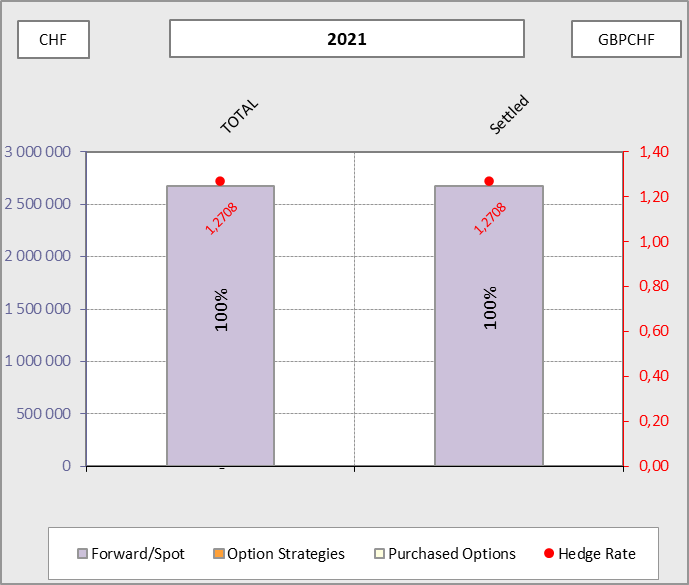 CHF
2021
GBPCHF
TOTAL
Settled
3 000 000
2 500 000
2 000 000
1 500 000
1 000 000
500 000
0
1,40
1,20
1,00
0,80
0,60
0,40
0,20
0,00
1,2708
1,2708
100%
100%
-
Forward/Spot
Option Strategies
Purchased Options
Hedge Rate